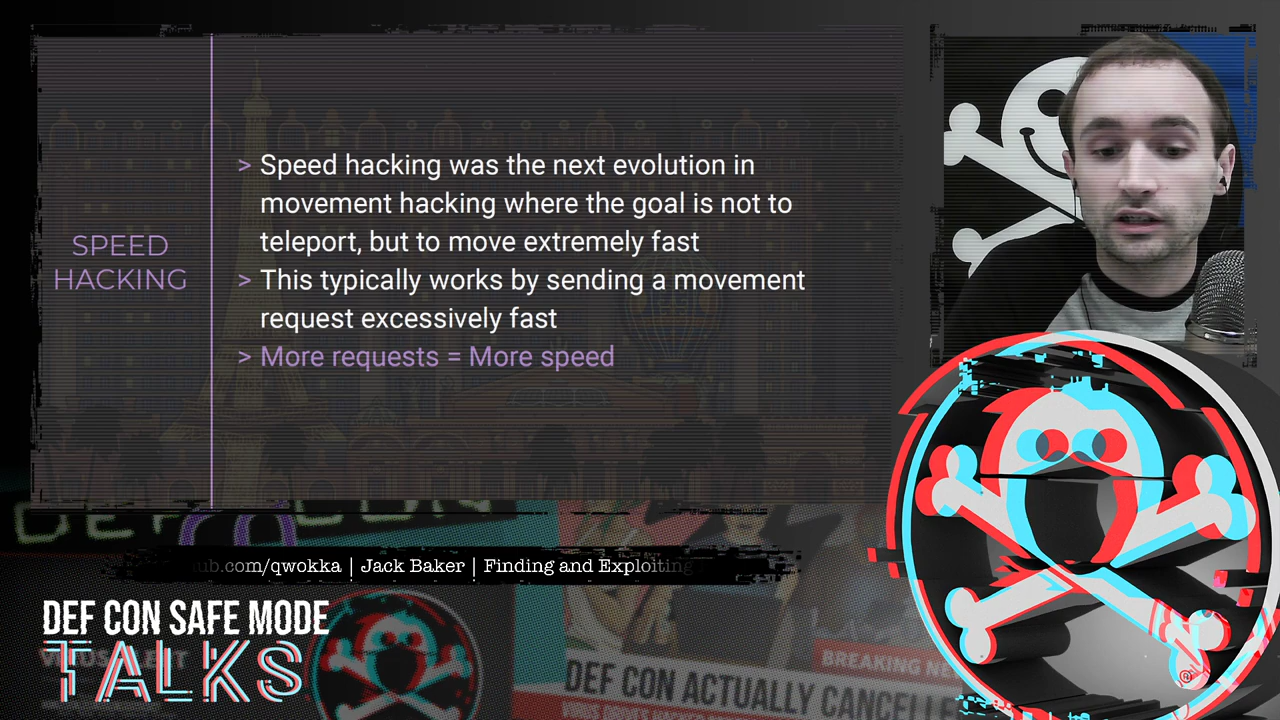 SPEED
HACKING
> Speed hacking was the next evolution in
movement hacking where the goal is not to
teleport, but to move extremely fast
> This typically works by sending a movement
request excessively fast
> More requests = More speed
DEF CON
ub.com/qwokka | Jack Baker | Finding and Exploiting
DEF CON SAFE MODE
TALKS
BREAKING NE
DEF CON ACTUALLY CANCELLE